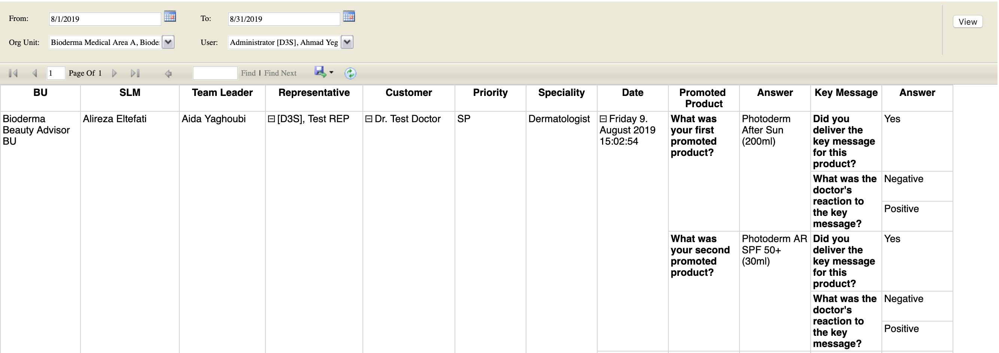 From: 8/1/2019 To: 8/31/2019 View
Org Unit: Bioderma Medical Area A, Biode User: Administrator [D3S], Ahmad Yeg
1 Page Of 1 Find | Find Next
BU SLM Team Leader Representative Customer Priority Speciality Date Promoted Product Answer Key Message Answer
Bioderma
Beauty Advisor
BU
Alireza Eltefati
Aida Yaghoubi
[D3S], Test REP
Dr. Test Doctor
SP
Dermatologist
Friday 9.
August 2019
15:02:54
What was
your first
promoted
product?
Photoderm
After Sun
(200ml)
Did you
deliver the
key message
for this
product?
Yes
What was the
doctor's
reaction to
the key
message?
Negative
Positive
What was
your second
promoted
product?
Photoderm AR
SPF 50+
(30ml)
Did you
deliver the
key message
for this
product?
Yes
What was the
doctor's
reaction to
the key
message?
Negative
Positive